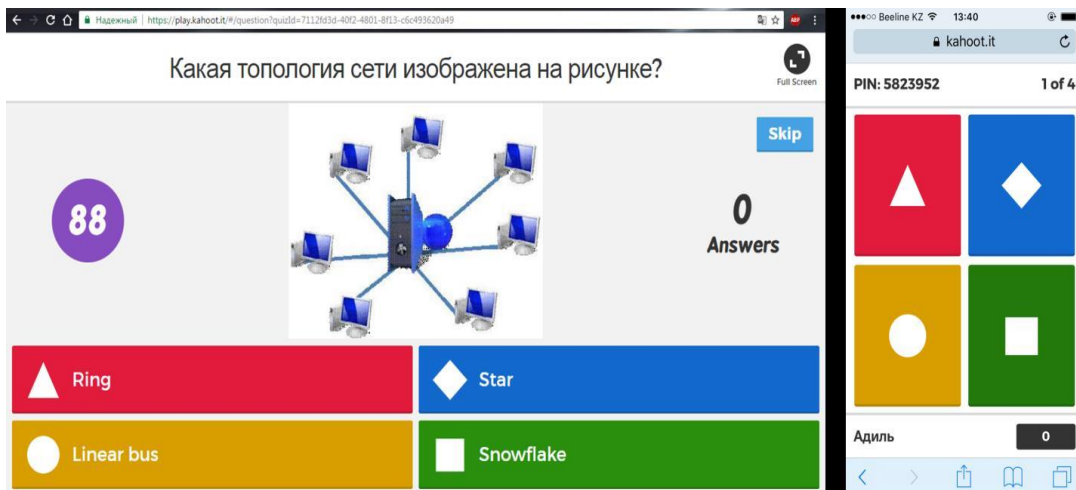 Надежный | https://play.kahoot.it/#/question?quizId=7112fd3d-40f2-4801-8f13-c6c493620a49
ABP
Какая топология сети изображена на рисунке?
Full Screen
Skip
88
0
Answers
Ring
Star
Linear bus
Snowflake
Beeline KZ 13:40
kahoot.it
PIN: 5823952 1 of 4
Адиль 0